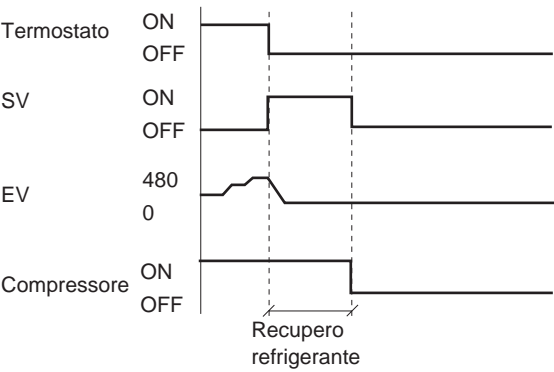 Termostato
ON
OFF
SV
ON
OFF
EV
480
0
Compressore
ON
OFF
Recupero
refrigerante